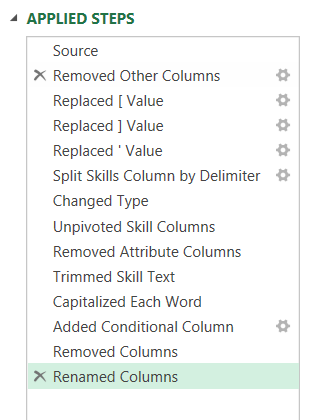 APPLIED STEPS
Source
Removed Other Columns
Replaced [ Value
Replaced ] Value
Replaced ' Value
Split Skills Column by Delimiter
Changed Type
Unpivoted Skill Columns
Removed Attribute Columns
Trimmed Skill Text
Capitalized Each Word
Added Conditional Column
Removed Columns
Renamed Columns